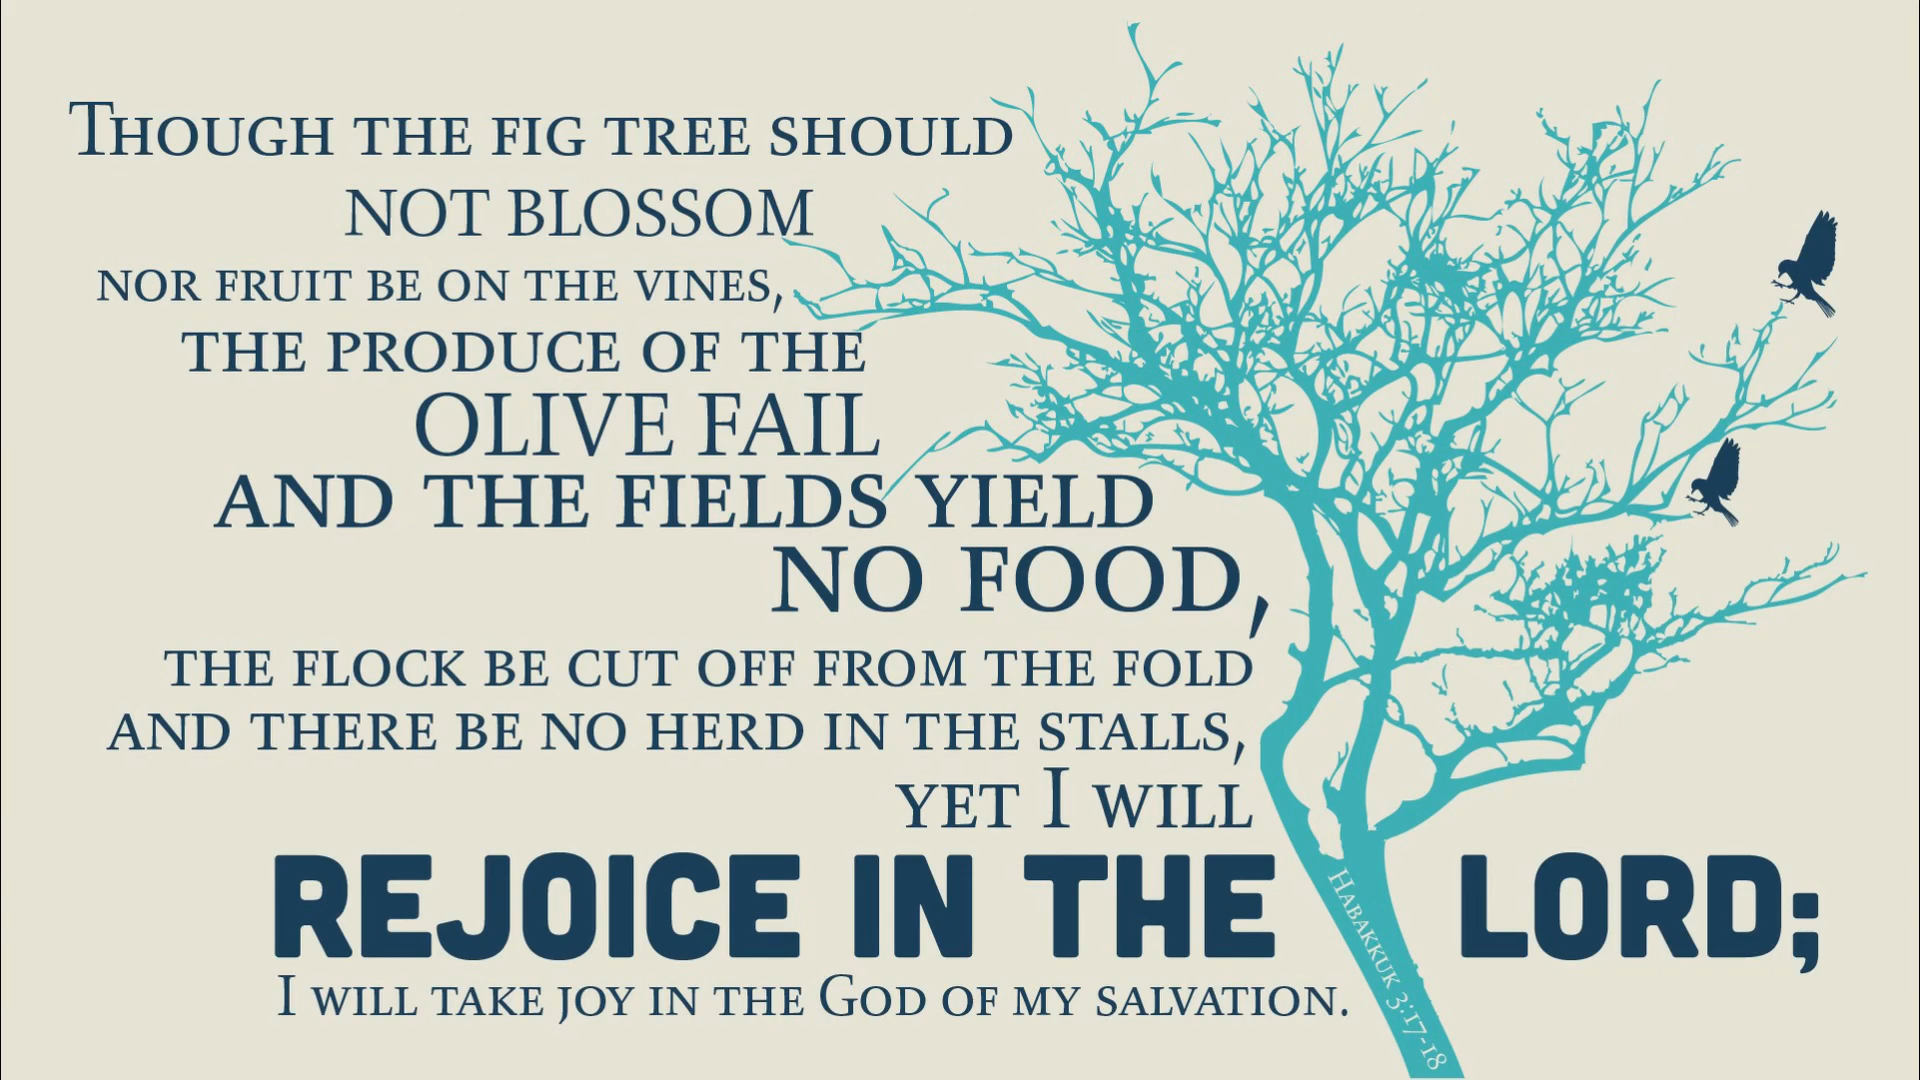 Though the fig tree should
not blossom
nor fruit be on the vines,
the produce of the
olive fail
and the fields yield
no food,
the flock be cut off from the fold
and there be no herd in the stalls,
yet I will
REJOICE IN THE LORD;
I will take joy in the God of my salvation.
Habakkuk 3:17-18